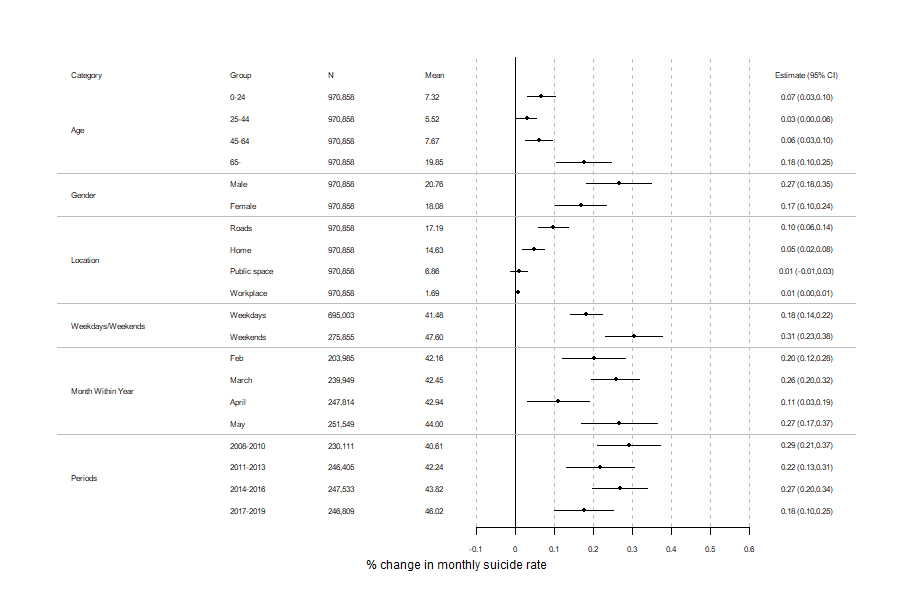 Category Group N Mean Estimate (95% CI)
0-24 970,858 7.32 0.07 (0.03,0.10)
25-44 970,858 5.52 0.03 (0.00,0.06)
Age
45-64 970,858 7.67 0.06 (0.03,0.10)
65- 970,858 19.85 0.18 (0.10,0.25)
Male 970,858 20.76 0.27 (0.18,0.35)
Gender
Female 970,858 18.08 0.17 (0.10,0.24)
Roads 970,858 17.19 0.10 (0.06,0.14)
Home 970,858 14.63 0.05 (0.02,0.08)
Location
Public space 970,858 6.86 0.01 (-0.01,0.03)
Workplace 970,858 1.69 0.01 (0.00,0.01)
Weekdays 695,003 41.48 0.18 (0.14,0.22)
Weekdays/Weekends
Weekends 275,855 47.60 0.31 (0.23,0.38)
Feb 203,985 42.16 0.20 (0.12,0.28)
March 239,949 42.45 0.26 (0.20,0.32)
Month Within Year
April 247,814 42.94 0.11 (0.03,0.19)
May 251,549 44.00 0.27 (0.17,0.37)
2008-2010 230,111 40.61 0.29 (0.21,0.37)
2011-2013 246,405 42.24 0.22 (0.13,0.31)
Periods
2014-2016 247,533 43.82 0.27 (0.20,0.34)
2017-2019 246,809 46.02 0.18 (0.10,0.25)
-0.1 0 0.1 0.2 0.3 0.4 0.5 0.6
% change in monthly suicide rate